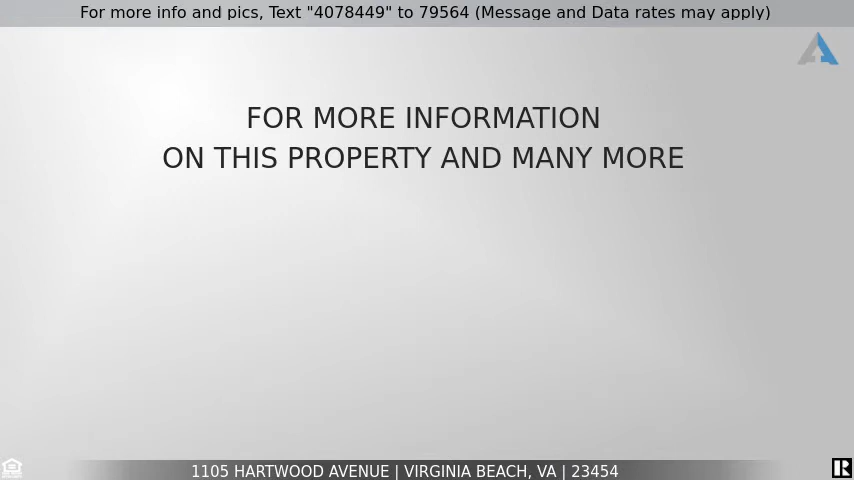 For more info and pics, Text "4078449" to 79564 (Message and Data rates may apply)
FOR MORE INFORMATION
ON THIS PROPERTY AND MANY MORE
1105 HARTWOOD AVENUE | VIRGINIA BEACH, VA | 23454